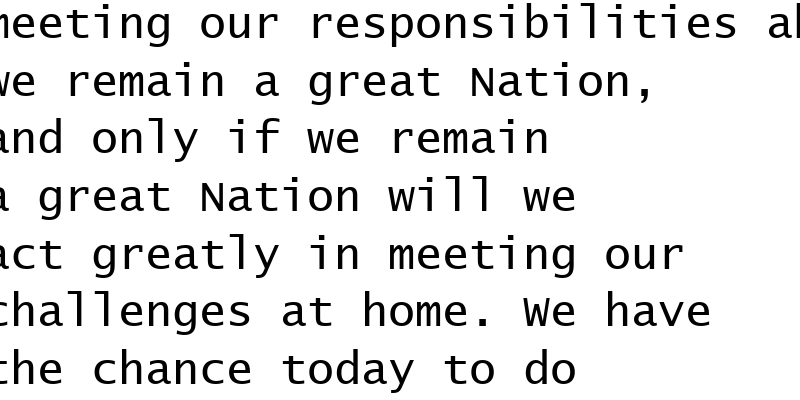 meeting our responsibilities
we remain a great Nation,
and only if we remain
a great Nation will we
act greatly in meeting our
challenges at home. We have
the chance today to do